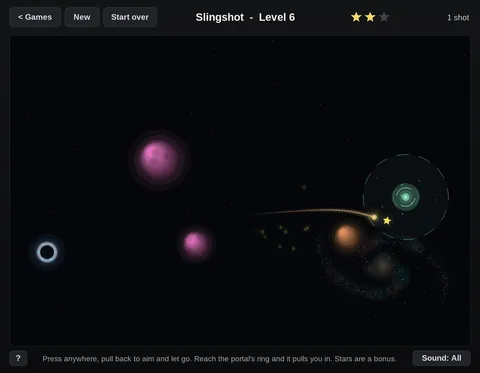 < Games
New
Start over
Slingshot - Level 6
1 shot
?
Press anywhere, pull back to aim and let go. Reach the portal's ring and it pulls you in. Stars are a bonus.
Sound: All